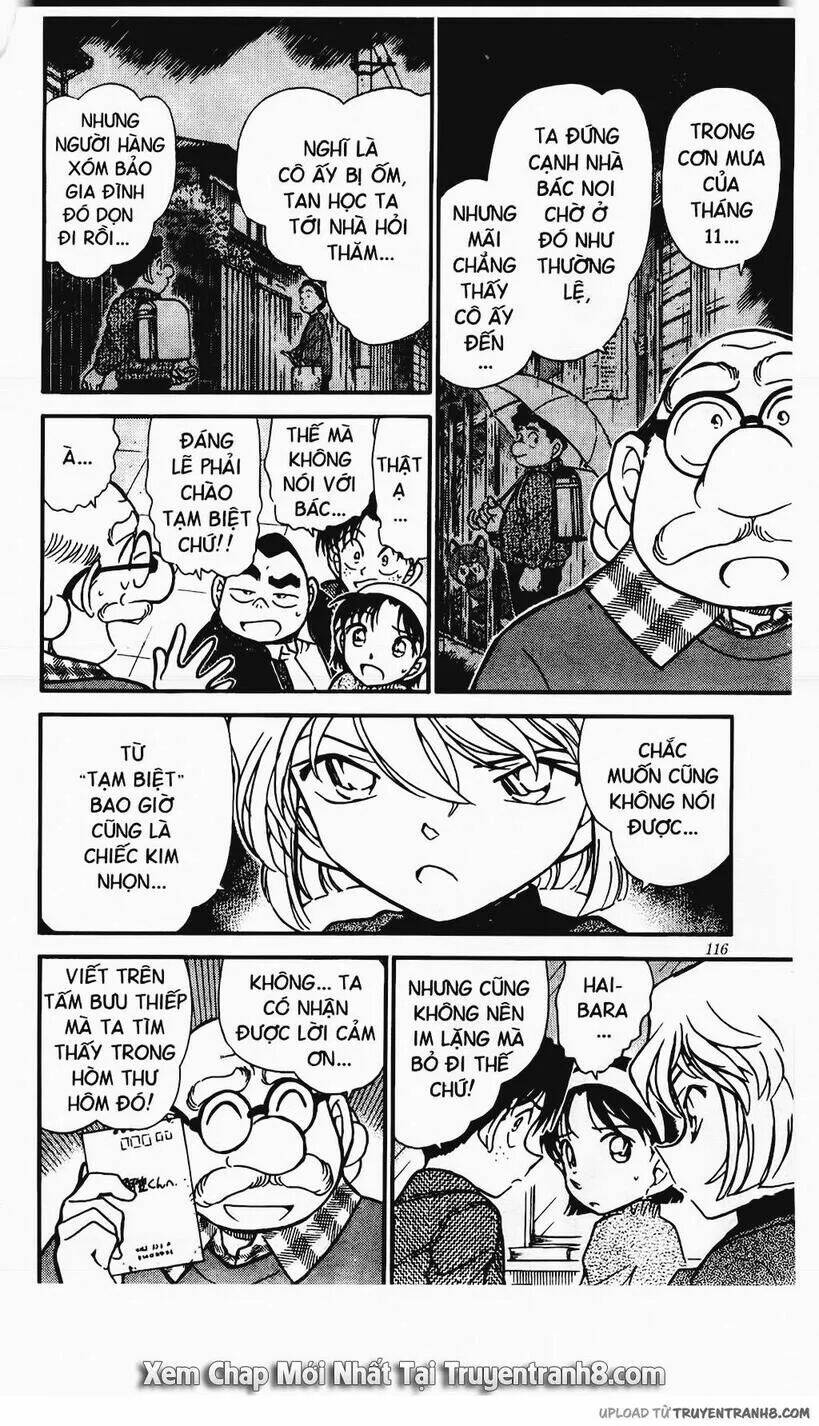 TRONG
CƠN MƯA
CỦA
THÁNG
11...
TA ĐỨNG
CẠNH NHÀ
BÁC NOI
CHỜ Ở
ĐÓ NHƯ
THƯỜNG
LỆ,
NHƯNG
MÃI
CHẲNG
THẤY
CÔ ẤY
ĐẾN
...
NGHĨ LÀ
CÔ ẤY BỊ ỐM,
TAN HỌC TA
TỚI NHÀ HỎI
THĂM...
NHƯNG
NGƯỜI HÀNG
XÓM BẢO
GIA ĐÌNH
ĐÓ DỌN
ĐI RỒI...
THẬT
Ạ
...
THẾ MÀ
KHÔNG
NÓI VỚI
BÁC...
ĐÁNG
LẼ PHẢI
CHÀO
TẠM BIỆT
CHỨ!!
À...
CHẮC
MUỐN CŨNG
KHÔNG NÓI
ĐƯỢC...
TỪ
"TẠM BIỆT"
BAO GIỜ
CŨNG LÀ
CHIẾC KIM
NHỌN...
116
HAI-
BARA
...
NHƯNG CŨNG
KHÔNG NÊN
IM LẶNG MÀ
BỎ ĐI THẾ
CHỨ!
KHÔNG... TA
CÓ NHẬN
ĐƯỢC LỜI CẢM
ƠN...
VIẾT TRÊN
TẤM BƯU THIẾP
MÀ TA TÌM
THẤY TRONG
HÒM THƯ
HÔM ĐÓ!
Xem Chap Mới Nhất Tại Truyentranh8.com
UPLOAD TỪ TRUYENTRANH8.COM